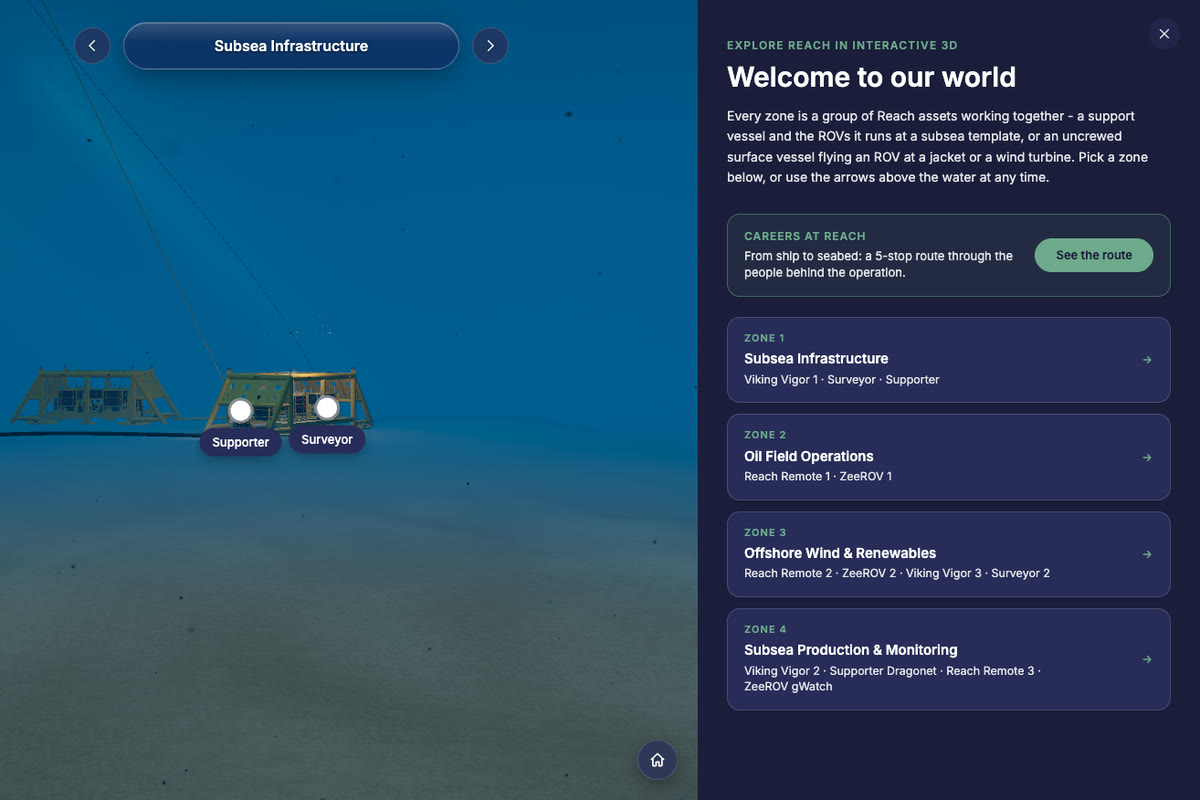 Subsea Infrastructure
Supporter
Surveyor
EXPLORE REACH IN INTERACTIVE 3D
Welcome to our world
Every zone is a group of Reach assets working together - a support
vessel and the ROVs it runs at a subsea template, or an uncrewed
surface vessel flying an ROV at a jacket or a wind turbine. Pick a zone
below, or use the arrows above the water at any time.
CAREERS AT REACH
From ship to seabed: a 5-stop route through the
people behind the operation.
See the route
ZONE 1
Subsea Infrastructure
Viking Vigor 1 · Surveyor · Supporter
ZONE 2
Oil Field Operations
Reach Remote 1 · ZeeROV 1
ZONE 3
Offshore Wind & Renewables
Reach Remote 2 · ZeeROV 2 · Viking Vigor 3 · Surveyor 2
ZONE 4
Subsea Production & Monitoring
Viking Vigor 2 · Supporter Dragonet · Reach Remote 3 ·
ZeeROV gWatch